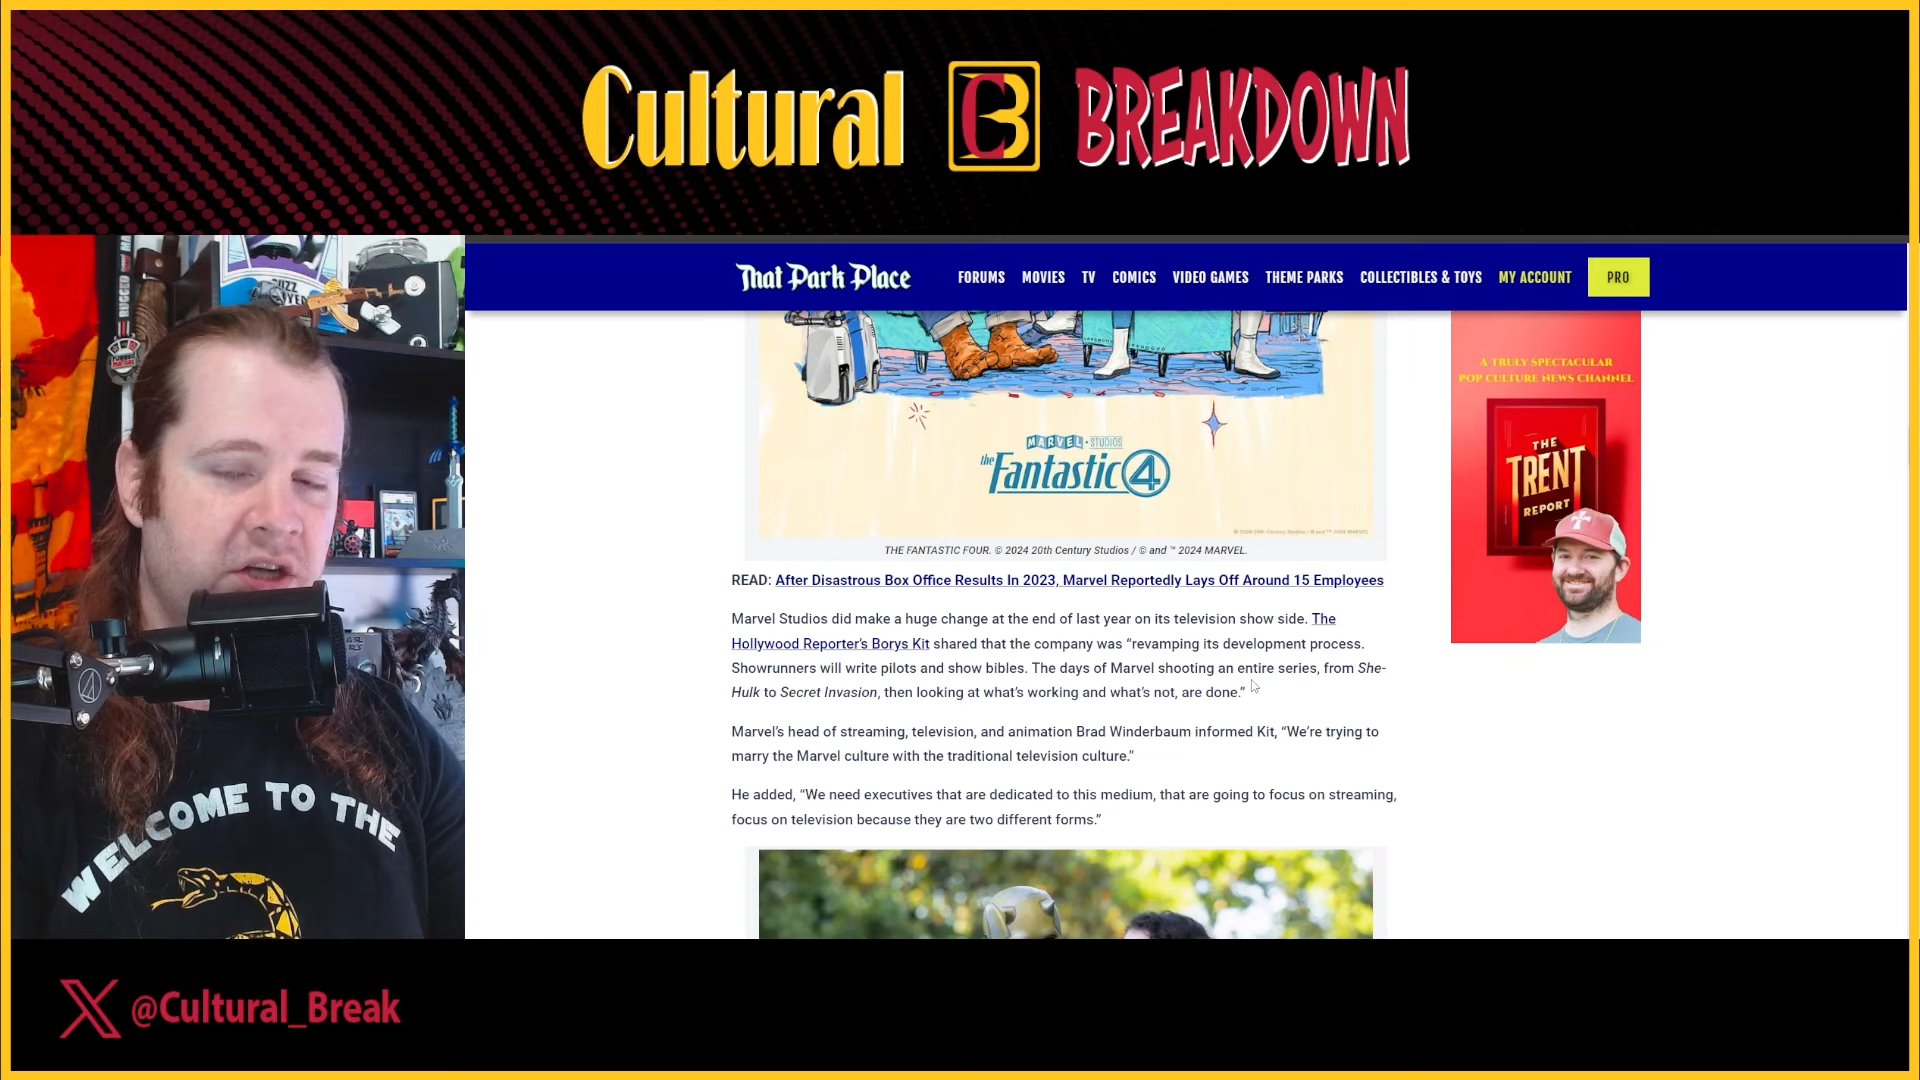 Cultural CB BREAKDOWN
That Park Place
FORUMS MOVIES TV COMICS VIDEO GAMES THEME PARKS COLLECTIBLES & TOYS MY ACCOUNT PRO
A TRULY SPECTACULAR
POP CULTURE NEWS CHANNEL
THE
TRENT
REPORT
MARVEL STUDIOS
the Fantastic 4
THE FANTASTIC FOUR. © 2024 20th Century Studios / © and ™ 2024 MARVEL.
READ: After Disastrous Box Office Results In 2023, Marvel Reportedly Lays Off Around 15 Employees
Marvel Studios did make a huge change at the end of last year on its television show side. The
Hollywood Reporter’s Borys Kit shared that the company was “revamping its development process.
Showrunners will write pilots and show bibles. The days of Marvel shooting an entire series, from She-
Hulk to Secret Invasion, then looking at what’s working and what’s not, are done.”
Marvel’s head of streaming, television, and animation Brad Winderbaum informed Kit, “We’re trying to
marry the Marvel culture with the traditional television culture.”
He added, “We need executives that are dedicated to this medium, that are going to focus on streaming,
focus on television because they are two different forms.”
WELCOME TO THE
X @Cultural_Break